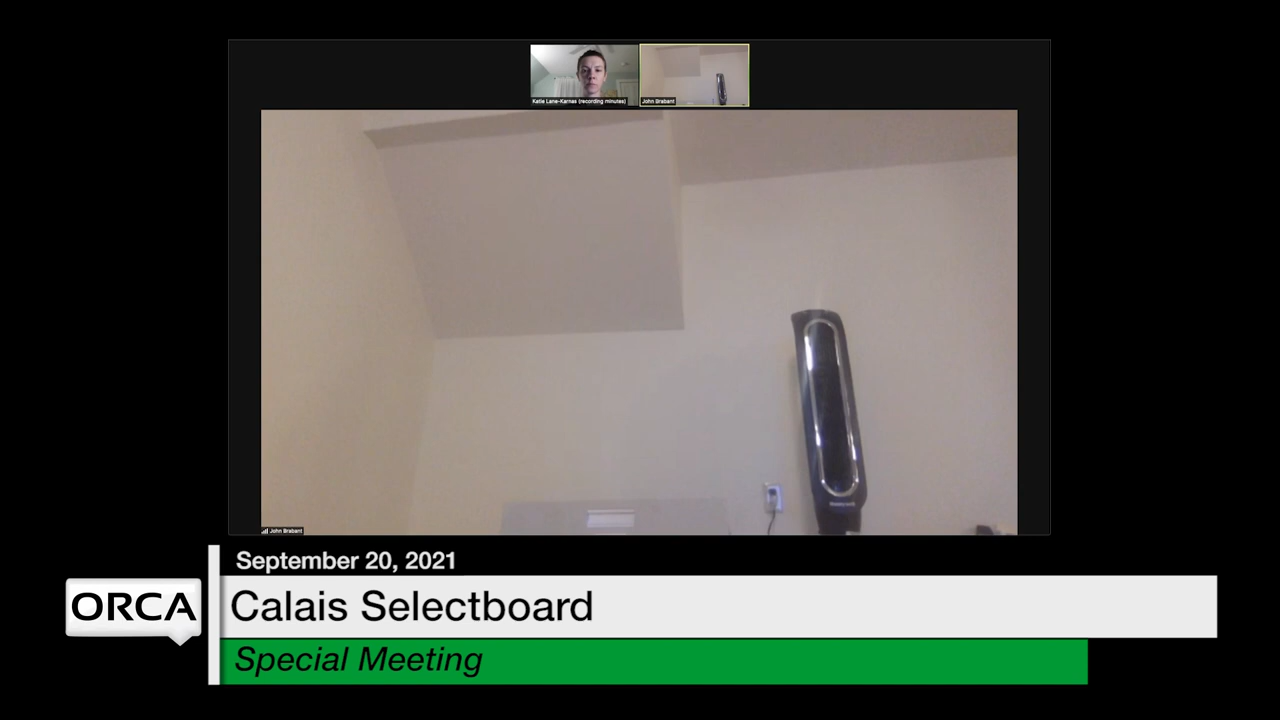 Katie Lane-Karnas (recording minutes)
John Brabant
John Brabant
September 20, 2021
ORCA
Calais Selectboard
Special Meeting